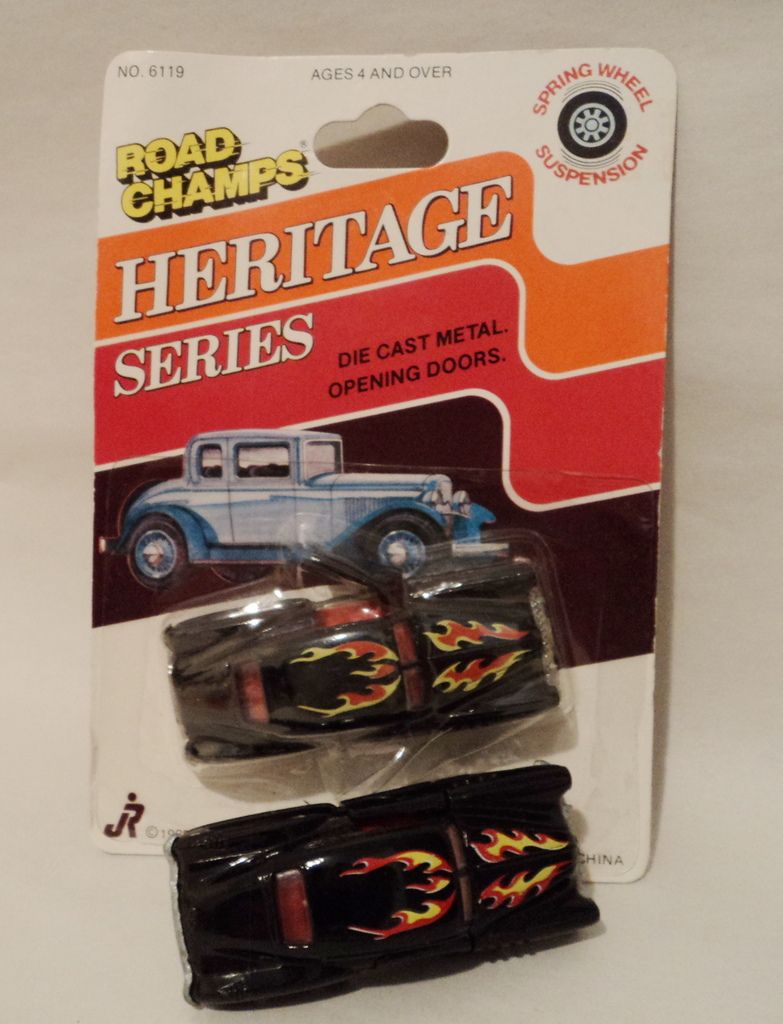 NO. 6119
AGES 4 AND OVER
SPRING WHEEL
SUSPENSION
ROAD
CHAMPS®
HERITAGE
SERIES
DIE CAST METAL.
OPENING DOORS.
JR
CHINA